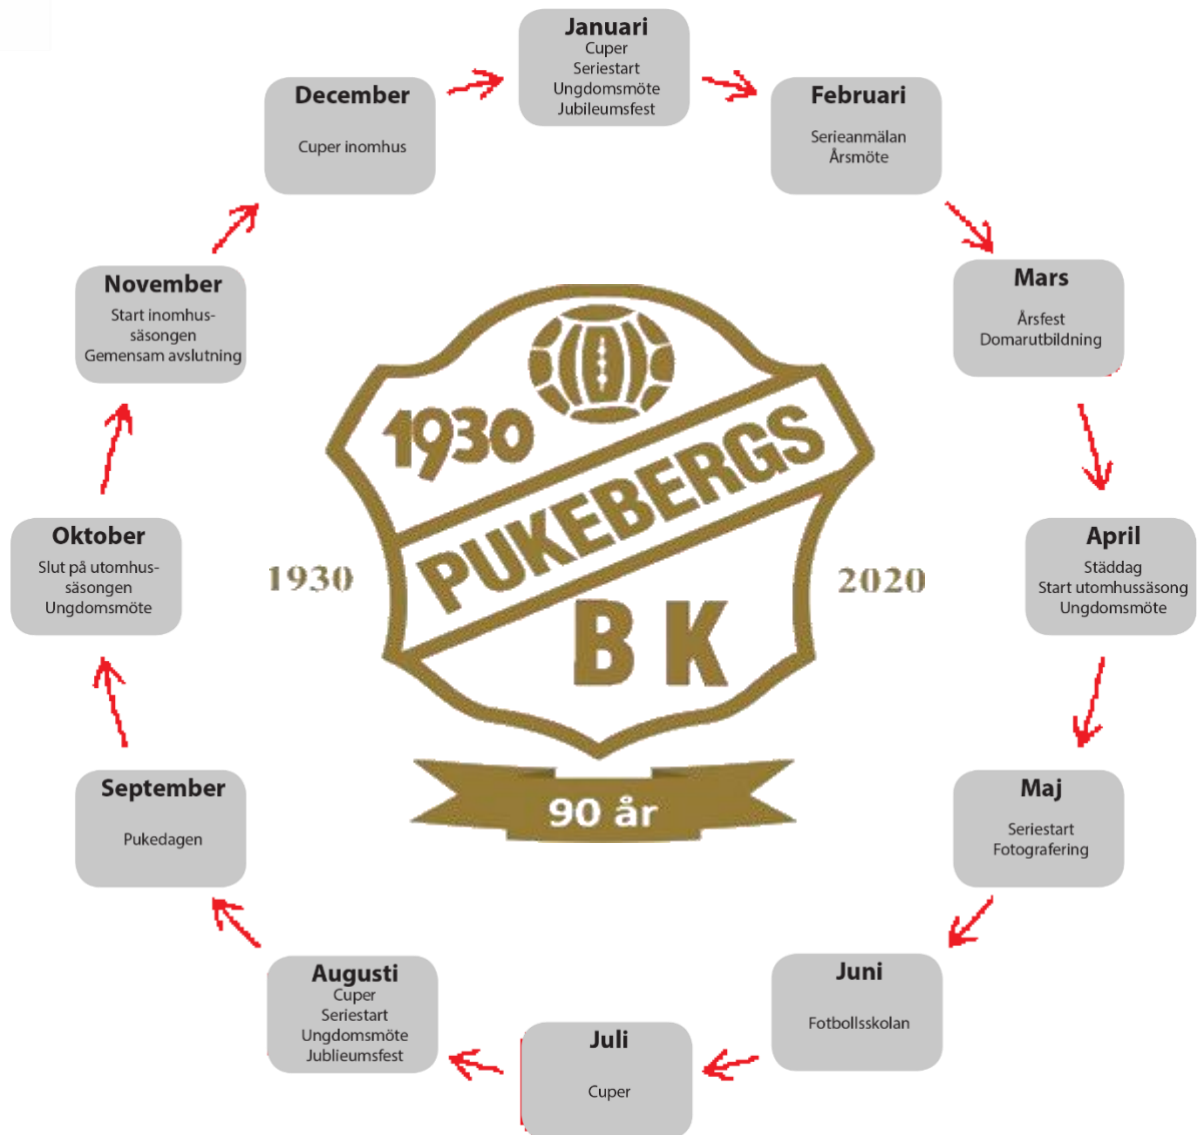 Januari
Cuper
Seriestart
Ungdomsmöte
Jubileumsfest
Februari
Serieanmälan
Årsmöte
Mars
Årsfest
Domarutbildning
April
Städdag
Start utomhussäsong
Ungdomsmöte
Maj
Seriestart
Fotografering
Juni
Fotbollsskolan
Juli
Cuper
Augusti
Cuper
Seriestart
Ungdomsmöte
Jublieumsfest
September
Pukedagen
Oktober
Slut på utomhus-
säsongen
Ungdomsmöte
November
Start inomhus-
säsongen
Gemensam avslutning
December
Cuper inomhus
1930
PUKEBERGS
B K
1930
2020
90 år